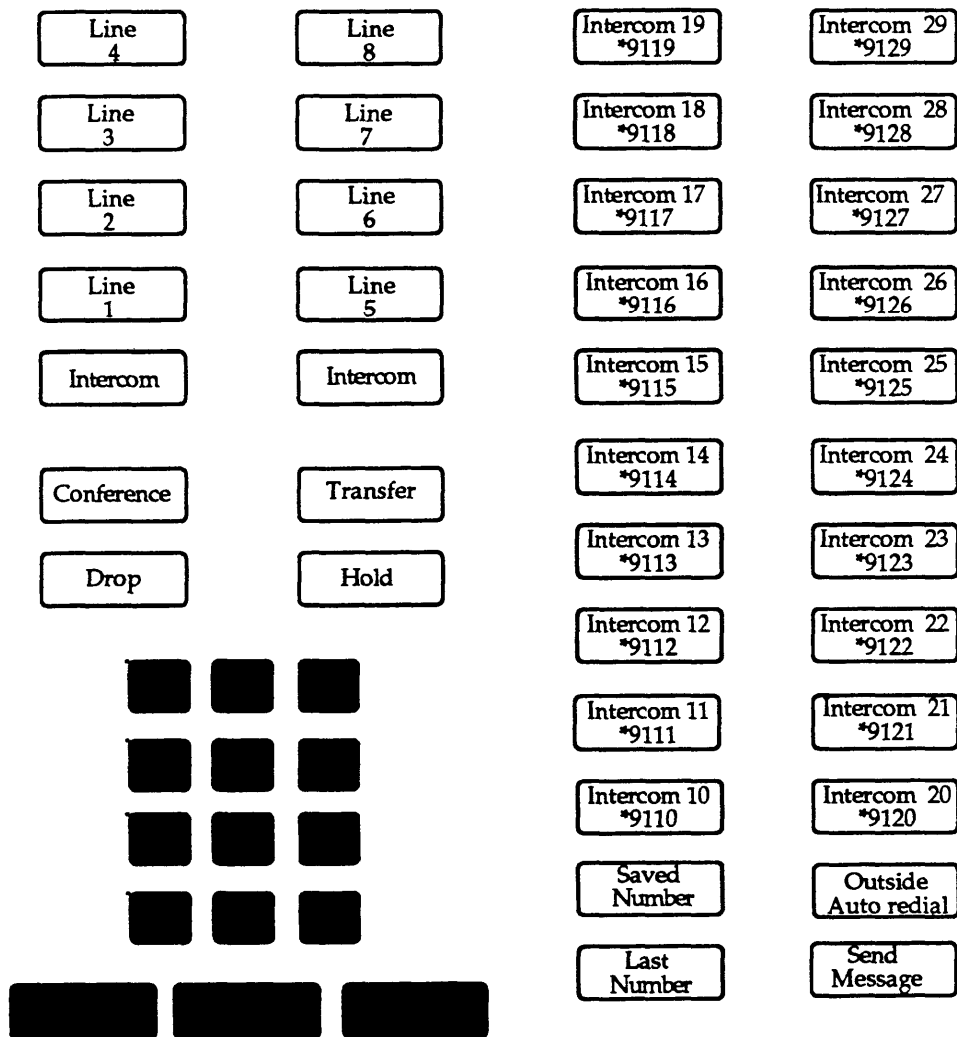 Line
4
Line
8
Line
3
Line
7
Line
2
Line
6
Line
1
Line
5
Intercom
Intercom
Conference
Transfer
Drop
Hold
Intercom 19
*9119
Intercom 29
*9129
Intercom 18
*9118
Intercom 28
*9128
Intercom 17
*9117
Intercom 27
*9127
Intercom 16
*9116
Intercom 26
*9126
Intercom 15
*9115
Intercom 25
*9125
Intercom 14
*9114
Intercom 24
*9124
Intercom 13
*9113
Intercom 23
*9123
Intercom 12
*9112
Intercom 22
*9122
Intercom 11
*9111
Intercom 21
*9121
Intercom 10
*9110
Intercom 20
*9120
Saved
Number
Outside
Auto redial
Last
Number
Send
Message